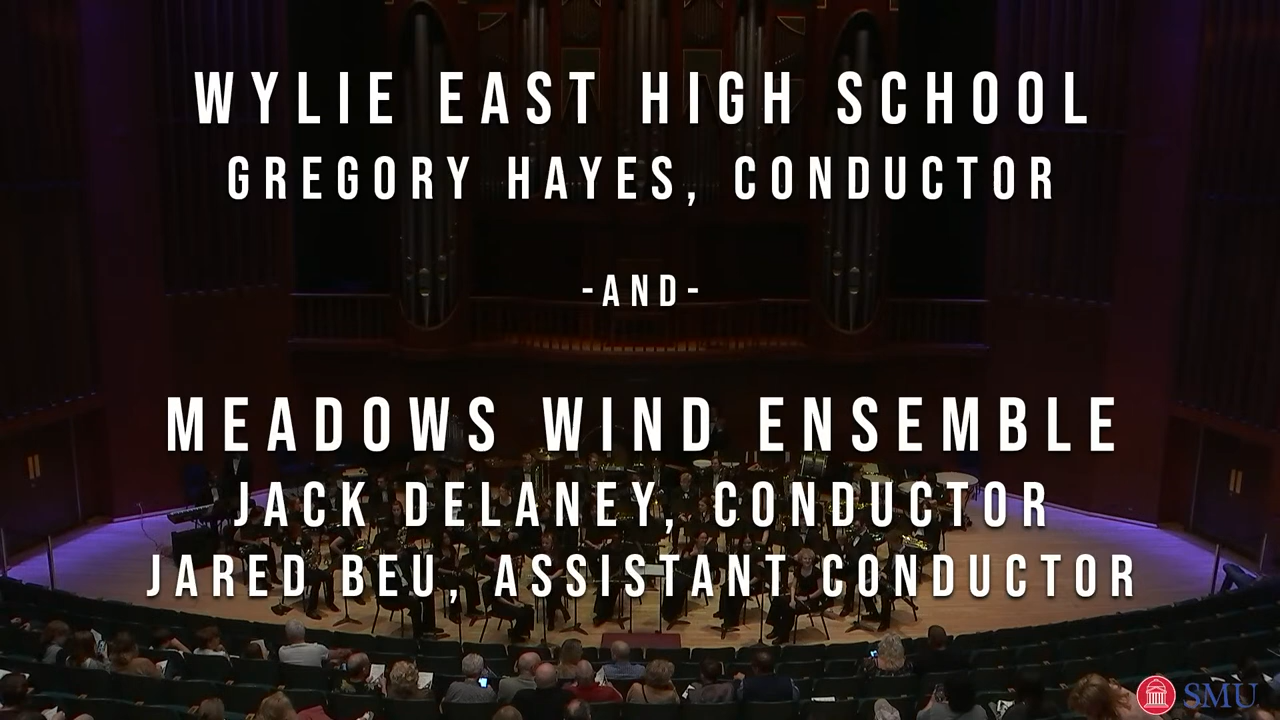 WYLIE EAST HIGH SCHOOL
GREGORY HAYES, CONDUCTOR
-AND-
MEADOWS WIND ENSEMBLE
JACK DELANEY, CONDUCTOR
JARED BEU, ASSISTANT CONDUCTOR
SMU